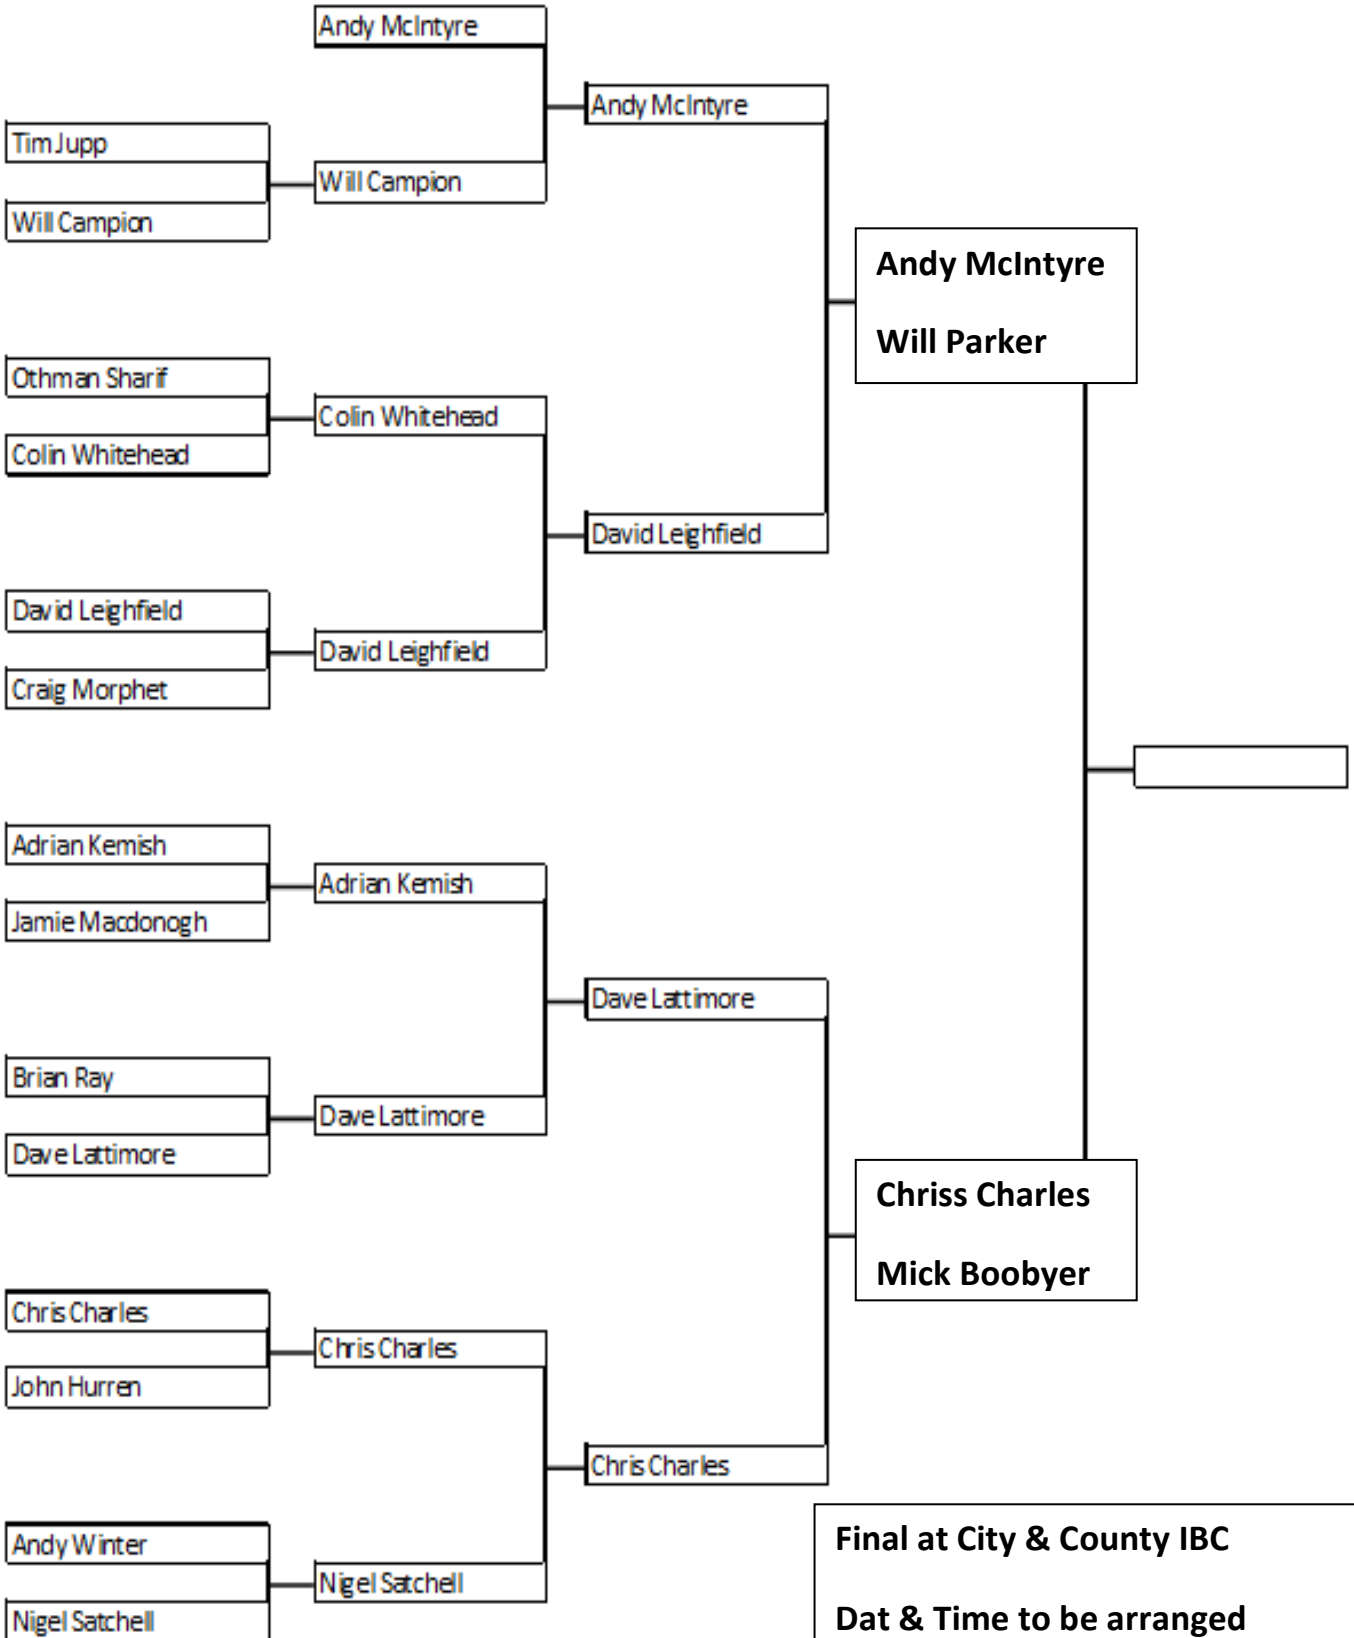 Andy McIntyre
Andy McIntyre
Tim Jupp
Will Campion
Will Campion
Andy McIntyre
Will Parker
Othman Sharif
Colin Whitehead
Colin Whitehead
David Leighfield
David Leighfield
David Leighfield
Craig Morphet
Adrian Kemish
Adrian Kemish
Jamie Macdonogh
Dave Lattimore
Brian Ray
Dave Lattimore
Dave Lattimore
Chriss Charles
Mick Boobyer
Chris Charles
Chris Charles
John Hurren
Chris Charles
Andy Winter
Nigel Satchell
Nigel Satchell
Final at City & County IBC
Dat & Time to be arranged